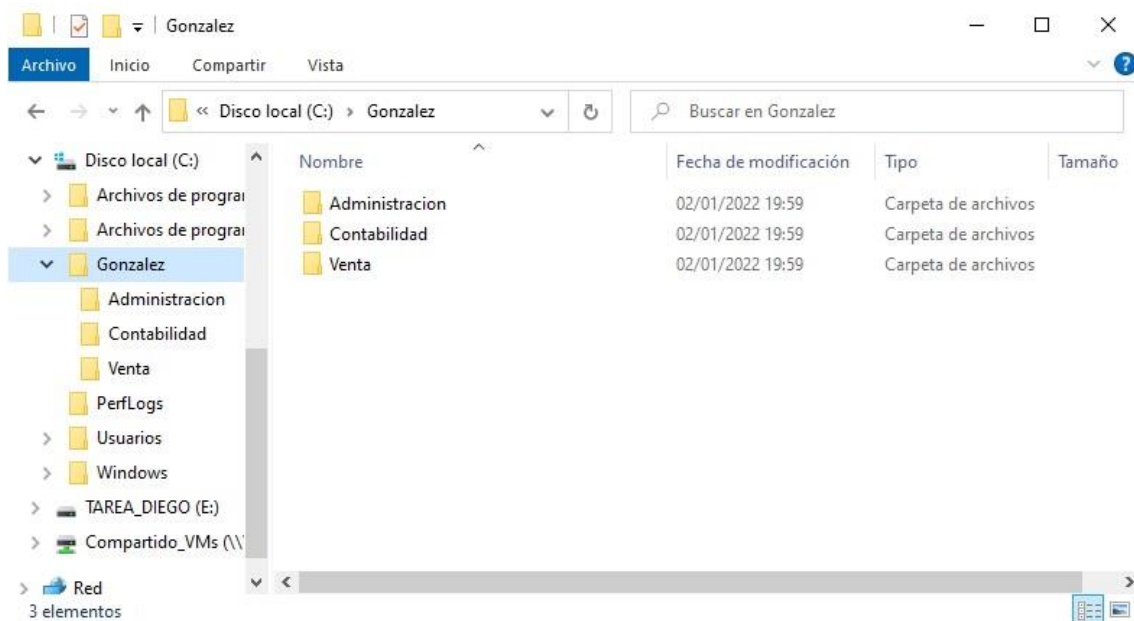 Gonzalez
Archivo Inicio Compartir Vista
« Disco local (C:) › Gonzalez Buscar en Gonzalez
Disco local (C:)
Archivos de progra
Archivos de progra
Gonzalez
Administracion
Contabilidad
Venta
PerfLogs
Usuarios
Windows
TAREA_DIEGO (E:)
Compartido_VMs (\\
Red
Nombre Fecha de modificación Tipo Tamaño
Administracion 02/01/2022 19:59 Carpeta de archivos
Contabilidad 02/01/2022 19:59 Carpeta de archivos
Venta 02/01/2022 19:59 Carpeta de archivos
3 elementos